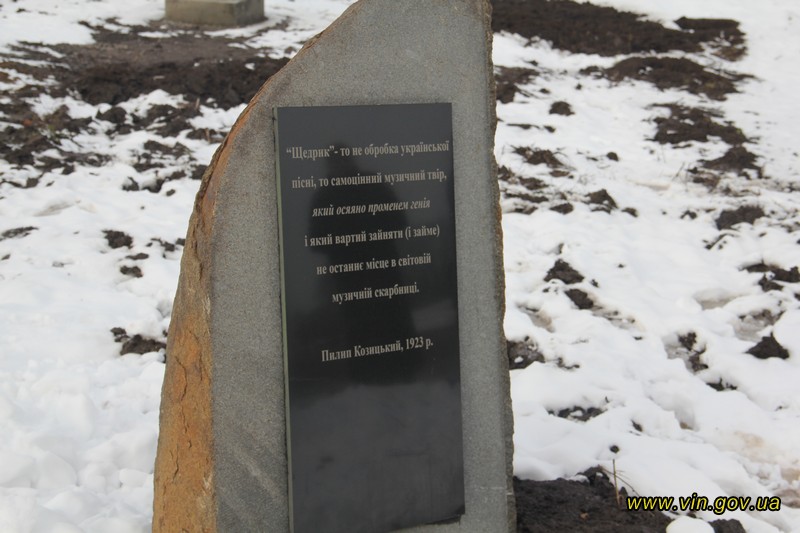 “Щедрик”- то не обробка української
пісні, то самоцінний музичний твір,
який осяяно променем генія
і який вартий зайняти (і займе)
не останнє місце в світовій
музичній скарбниці.
Пилип Козицький, 1923 р.
www.vin.gov.ua